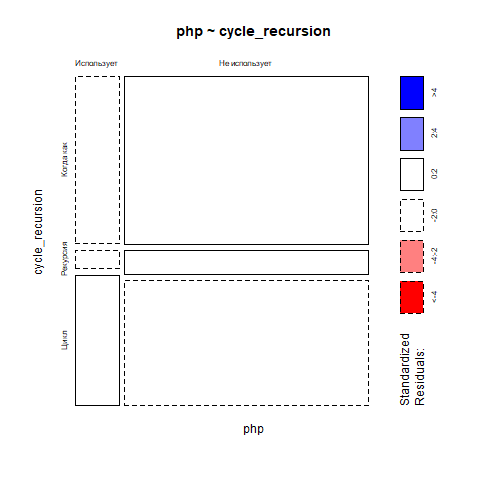 php ~ cycle_recursion
Использует
Не используют
Когда как
Рекурсия
Цикл
cycle_recursion
php
>4
2:4
0:2
-2:0
-4:-2
<-4
Standardized
Residuals: